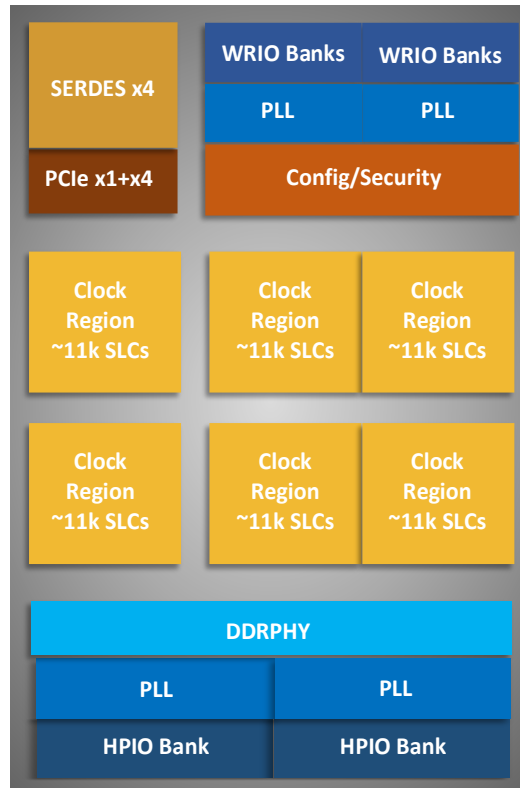 SERDES x4
PCIe x1+x4
WRIO Banks
WRIO Banks
PLL
PLL
Config/Security
Clock
Region
~11k SLCs
Clock
Region
~11k SLCs
Clock
Region
~11k SLCs
Clock
Region
~11k SLCs
Clock
Region
~11k SLCs
Clock
Region
~11k SLCs
DDRPHY
PLL
PLL
HPIO Bank
HPIO Bank